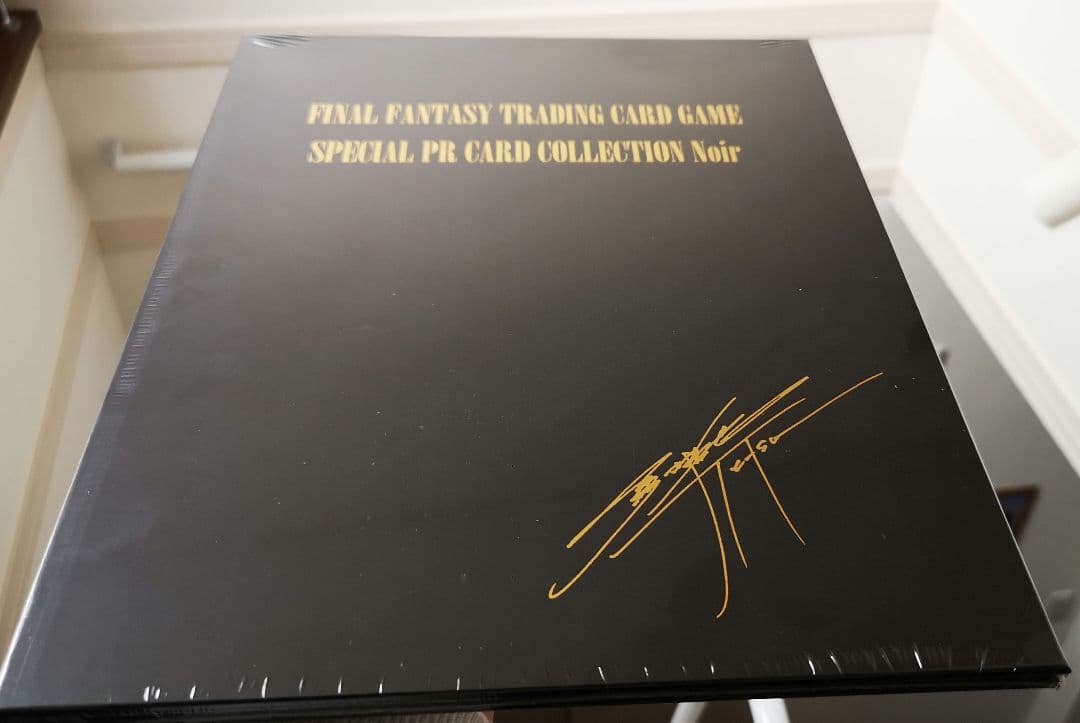 FINAL FANTASY TRADING CARD GAME
SPECIAL PR CARD COLLECTION Noir